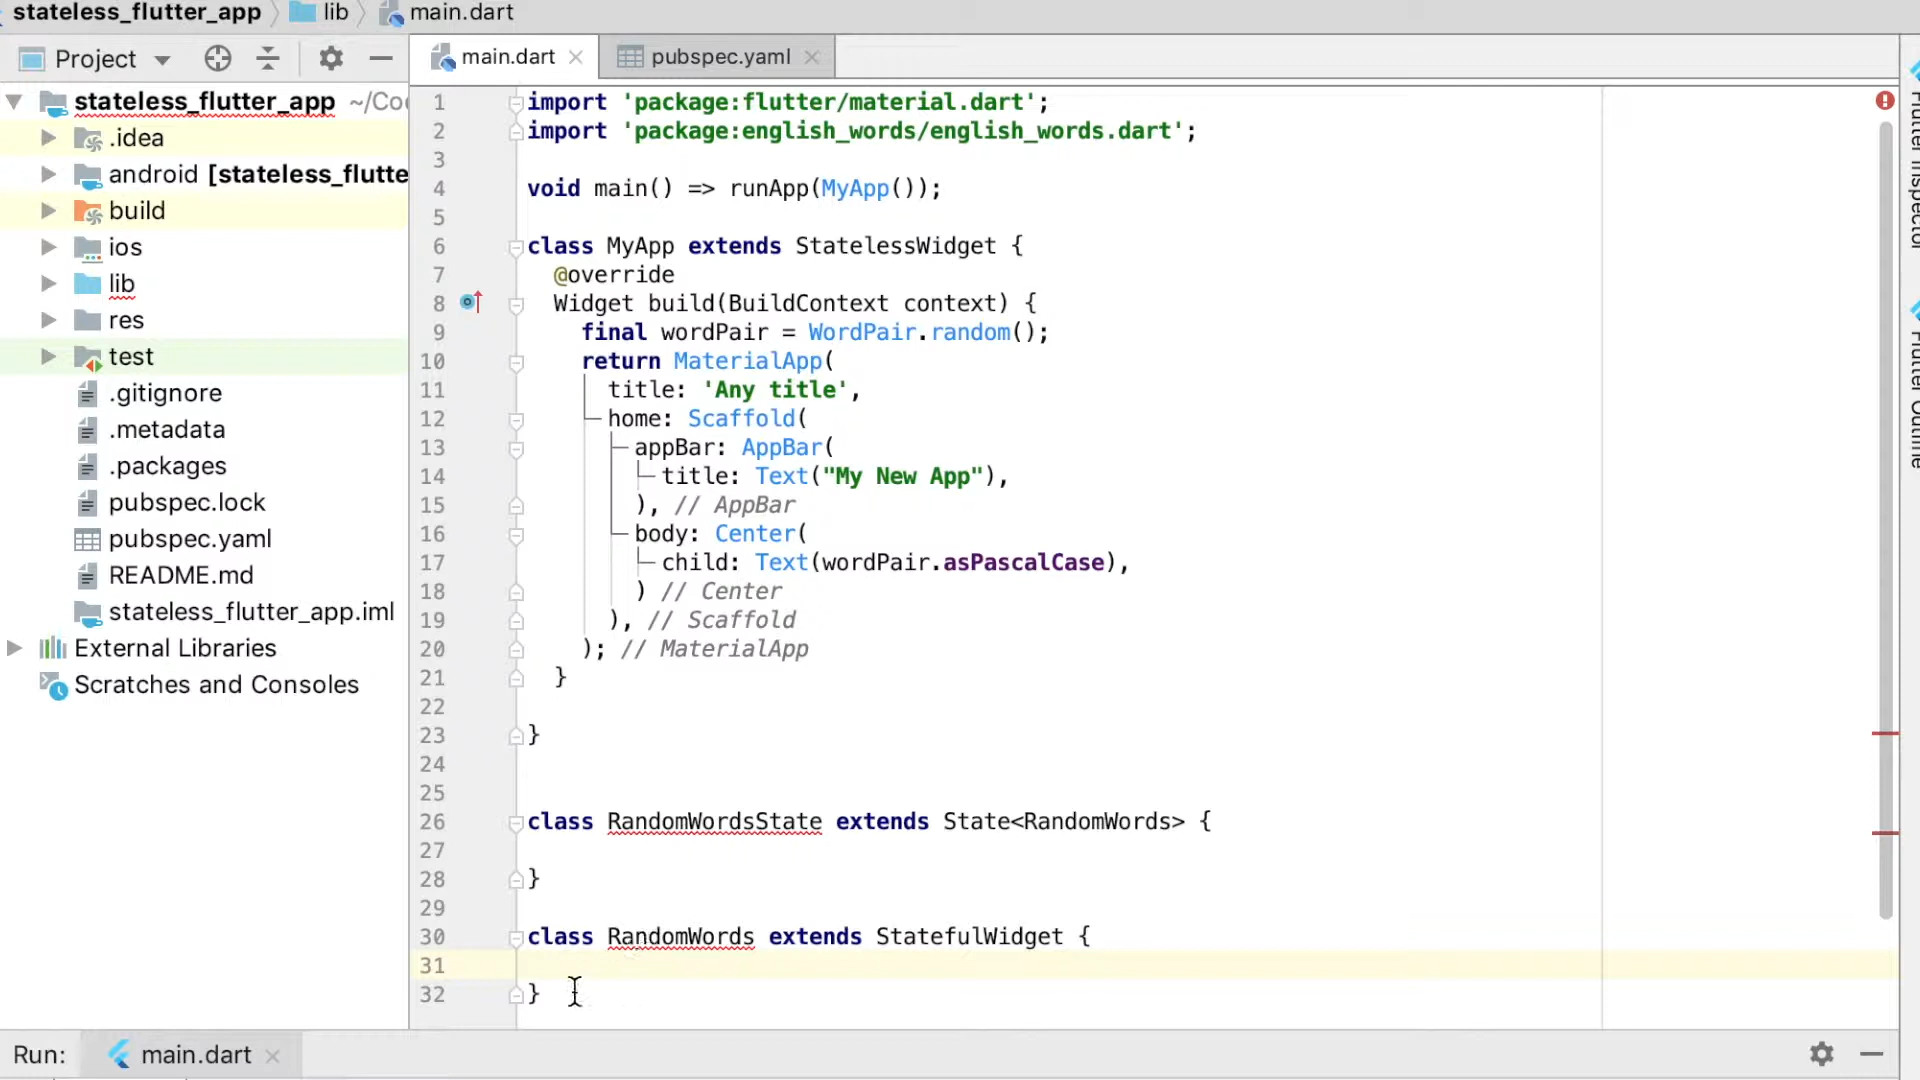 stateless_flutter_app lib main.dart
Project
main.dart
pubspec.yaml
stateless_flutter_app ~/Co
.idea
android [stateless_flutte
build
ios
lib
res
test
.gitignore
.metadata
.packages
pubspec.lock
pubspec.yaml
README.md
stateless_flutter_app.iml
External Libraries
Scratches and Consoles
1 import 'package:flutter/material.dart';
2 import 'package:english_words/english_words.dart';
3
4 void main() => runApp(MyApp());
5
6 class MyApp extends StatelessWidget {
7 @override
8 Widget build(BuildContext context) {
9 final wordPair = WordPair.random();
10 return MaterialApp(
11 title: 'Any title',
12 home: Scaffold(
13 appBar: AppBar(
14 title: Text("My New App"),
15 ), // AppBar
16 body: Center(
17 child: Text(wordPair.asPascalCase),
18 ) // Center
19 ), // Scaffold
20 ); // MaterialApp
21 }
22
23 }
24
25
26 class RandomWordsState extends State<RandomWords> {
27
28 }
29
30 class RandomWords extends StatefulWidget {
31
32 }
Flutter Inspector
Flutter Outline
Run: main.dart